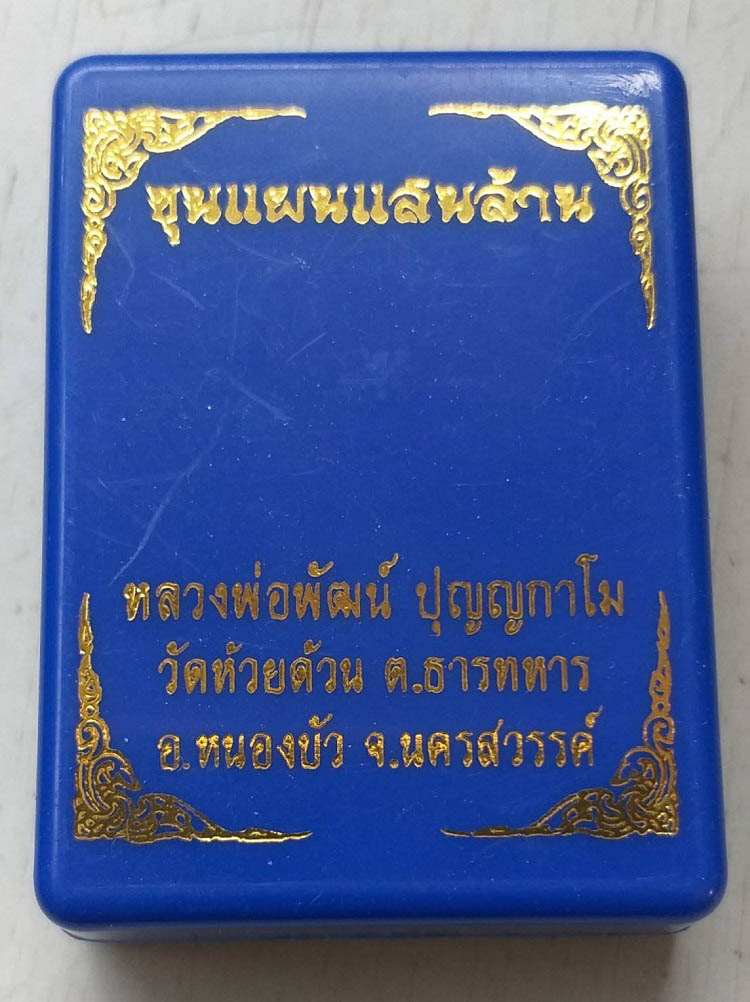 ขุนแผนแสนล้าน
หลวงพ่อพัฒน์ ปุญญกาโม
วัดห้วยด้วน ต.ธารทหาร
อ.หนองบัว จ.นครสวรรค์